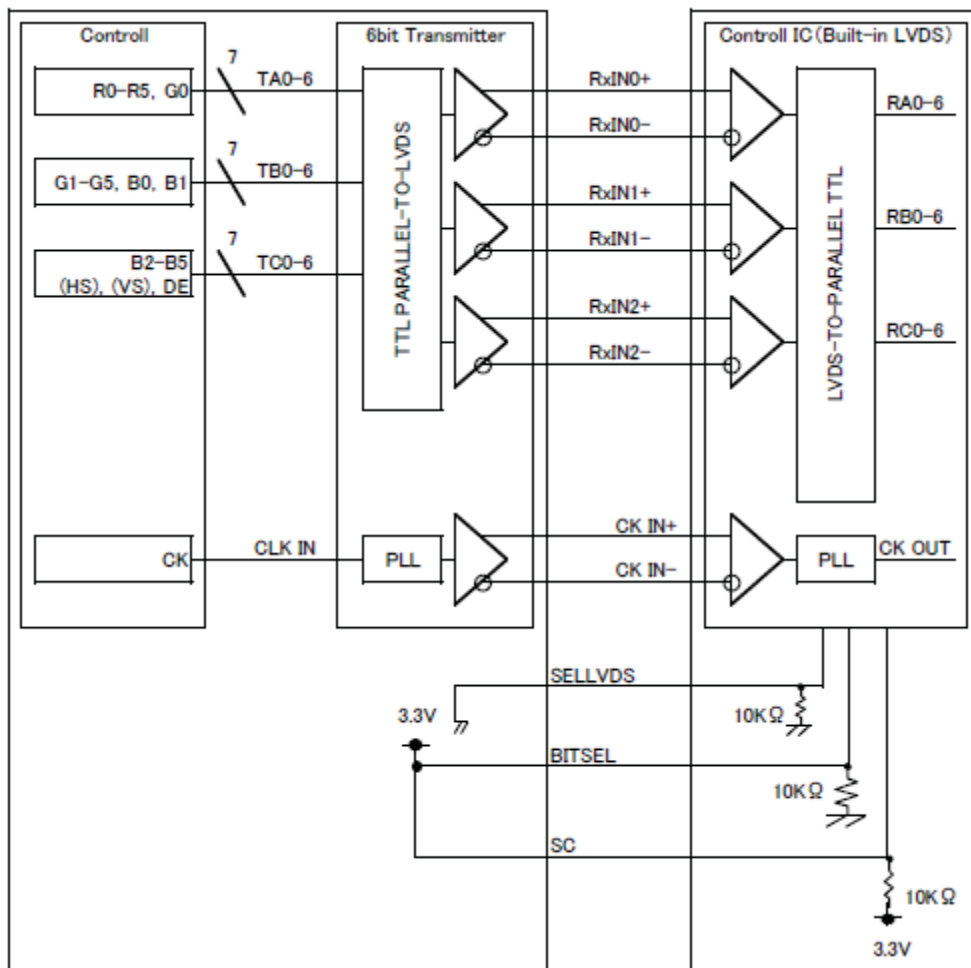 Controll
6bit Transmitter
Controll IC(Built-in LVDS)
R0-R5, G0
7
TA0-6
RxIN0+
RxIN0-
RA0-6
G1-G5, B0, B1
7
TB0-6
RxIN1+
RxIN1-
RB0-6
B2-B5
(HS), (VS), DE
7
TC0-6
RxIN2+
RxIN2-
RC0-6
TTL PARALLEL-TO-LVDS
LVDS-TO-PARALLEL TTL
CK
CLK IN
PLL
CK IN+
CK IN-
PLL
CK OUT
SELLVDS
10KΩ
3.3V
BITSEL
10KΩ
SC
10KΩ
3.3V